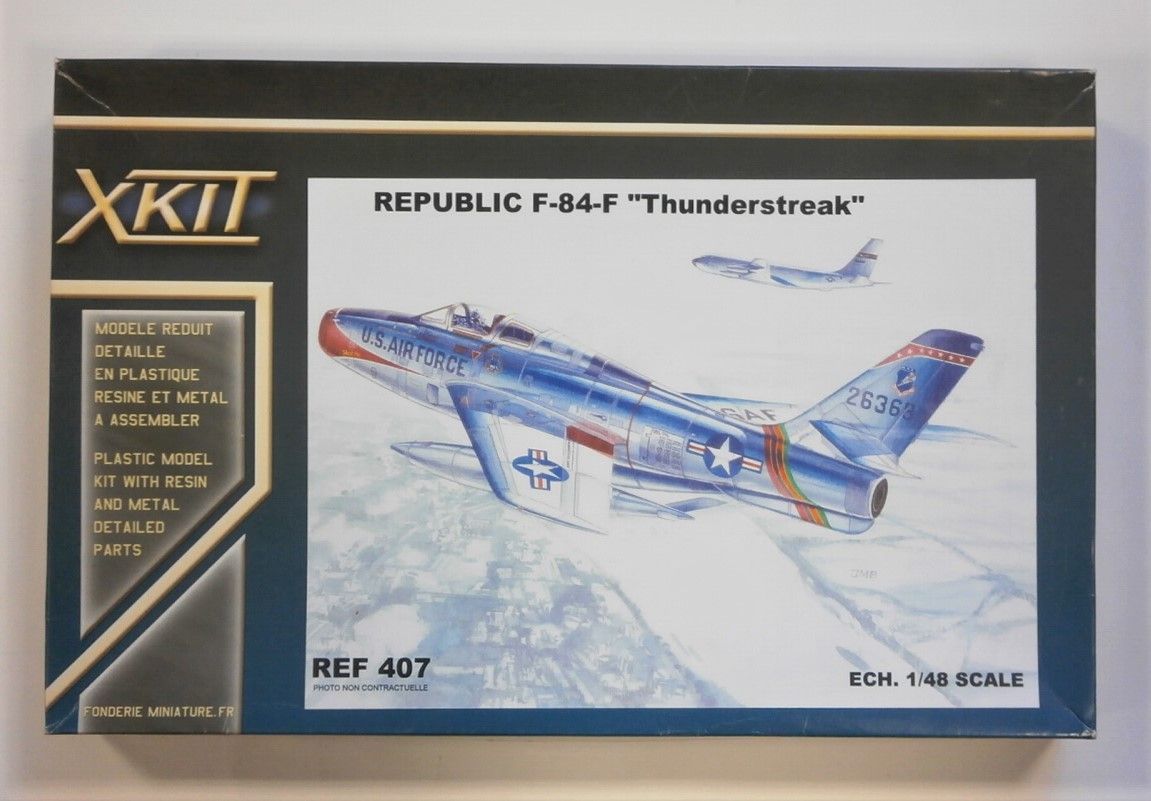 XKIT
REPUBLIC F-84-F "Thunderstreak"
MODELE REDUIT
DETAILLE
EN PLASTIQUE
RESINE ET METAL
A ASSEMBLER
PLASTIC MODEL
KIT WITH RESIN
AND METAL
DETAILED
PARTS
FONDERIE MINIATURE.FR
U.S. AIR FORCE
USAF
26363
REF 407
PHOTO NON CONTRACTUELLE
ECH. 1/48 SCALE